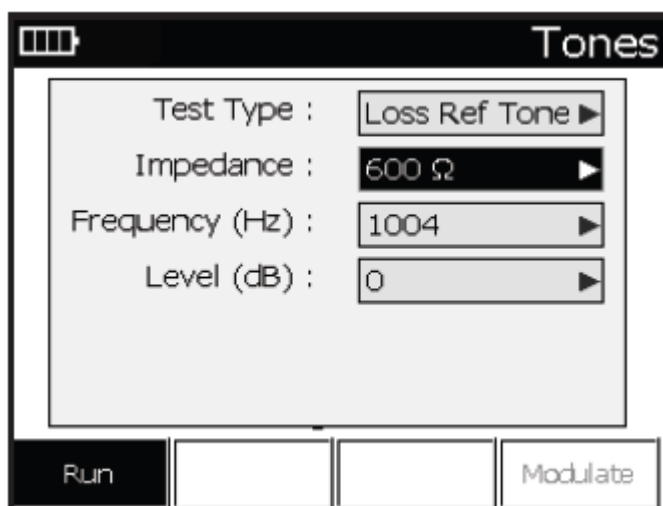 Tones
Test Type : Loss Ref Tone
Impedance : 600 Ω
Frequency (Hz) : 1004
Level (dB) : 0
Run Modulate